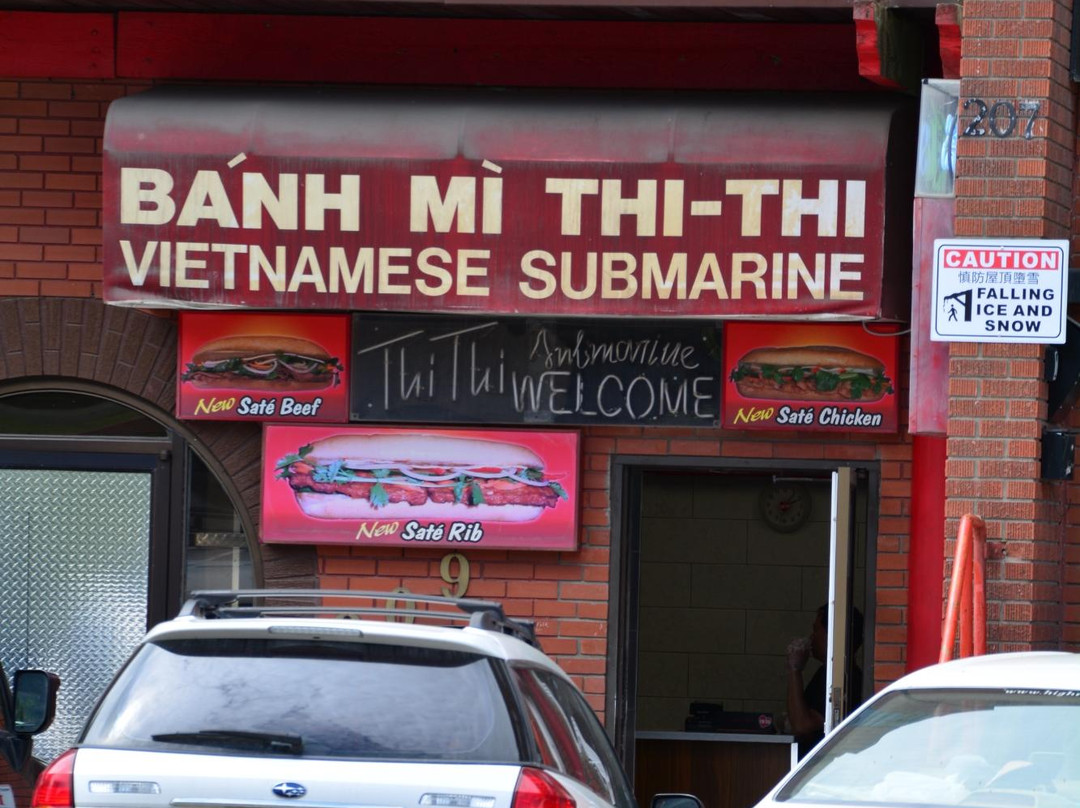 BÁNH MÌ THI-THI
VIETNAMESE SUBMARINE
207
CAUTION
慎防屋頂墮雪
FALLING
ICE AND
SNOW
New Saté Beef
Thi Thi Submarine
WELCOME
New Saté Chicken
New Saté Rib
9